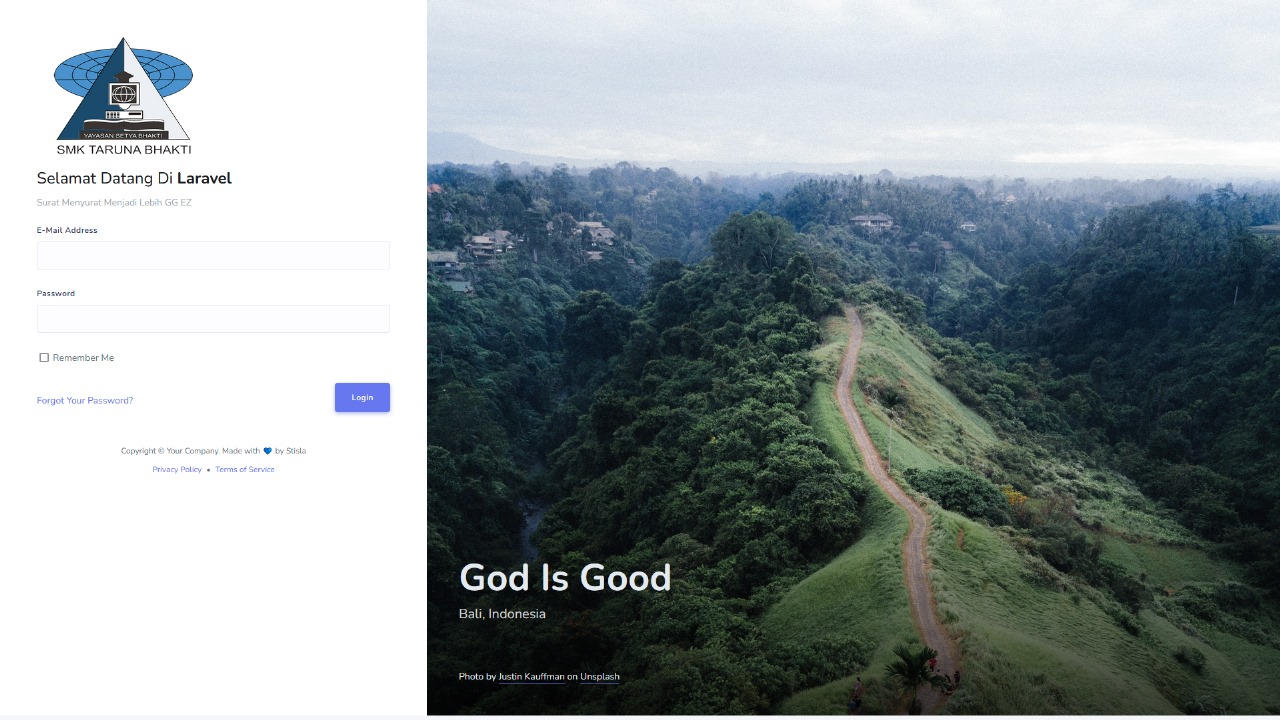 YAYASAN SETYA BHAKTI
SMK TARUNA BHAKTI
Selamat Datang Di Laravel
Surat Menyurat Menjadi Lebih GG EZ
E-Mail Address
Password
Remember Me
Forgot Your Password?
Login
Copyright © Your Company. Made with 💙 by Stisla
Privacy Policy • Terms of Service
God Is Good
Bali, Indonesia
Photo by Justin Kauffman on Unsplash